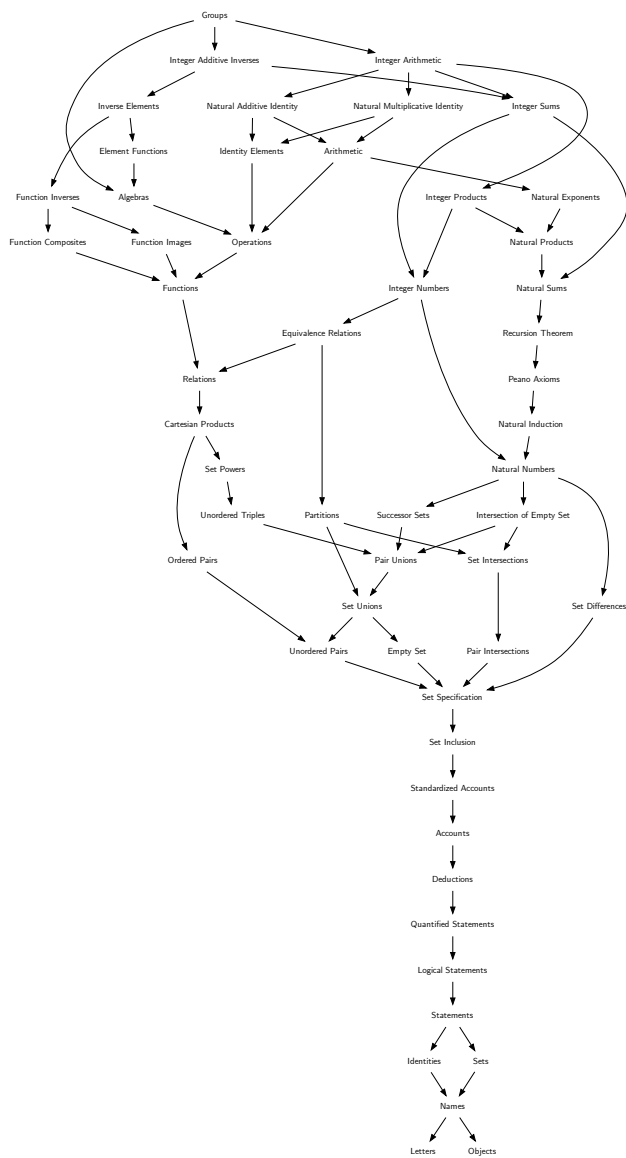 Groups
Integer Additive Inverses
Integer Arithmetic
Inverse Elements
Natural Additive Identity
Natural Multiplicative Identity
Integer Sums
Element Functions
Identity Elements
Arithmetic
Function Inverses
Algebras
Integer Products
Natural Exponents
Function Composites
Function Images
Operations
Natural Products
Functions
Integer Numbers
Natural Sums
Equivalence Relations
Recursion Theorem
Relations
Peano Axioms
Cartesian Products
Natural Induction
Set Powers
Natural Numbers
Unordered Triples
Partitions
Successor Sets
Intersection of Empty Set
Ordered Pairs
Pair Unions
Set Intersections
Set Unions
Set Differences
Unordered Pairs
Empty Set
Pair Intersections
Set Specification
Set Inclusion
Standardized Accounts
Accounts
Deductions
Quantified Statements
Logical Statements
Statements
Identities
Sets
Names
Letters
Objects